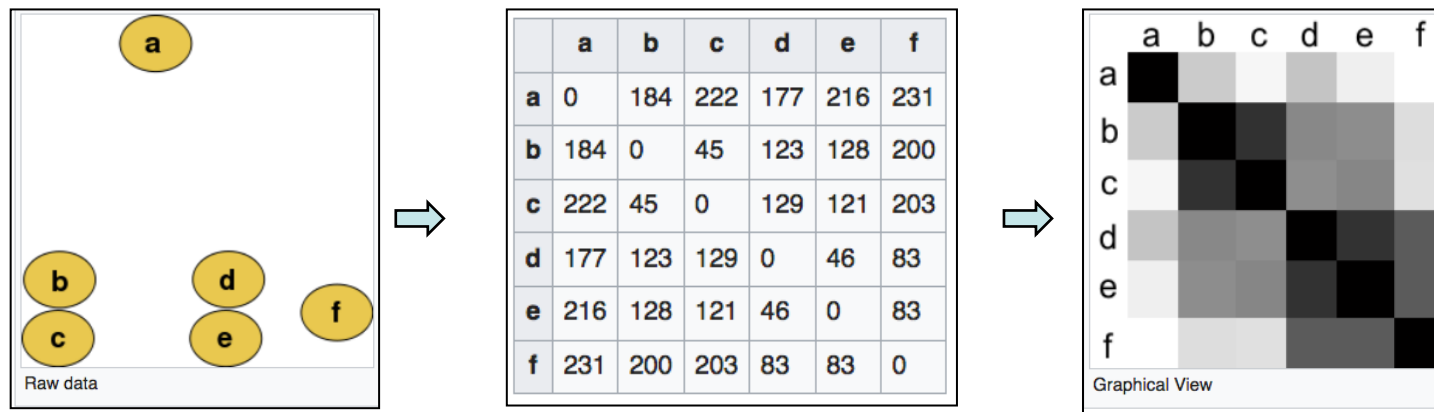 a
b
d
f
c
e
Raw data
a b c d e f
a 0 184 222 177 216 231
b 184 0 45 123 128 200
c 222 45 0 129 121 203
d 177 123 129 0 46 83
e 216 128 121 46 0 83
f 231 200 203 83 83 0
a b c d e f
a
b
c
d
e
f
Graphical View